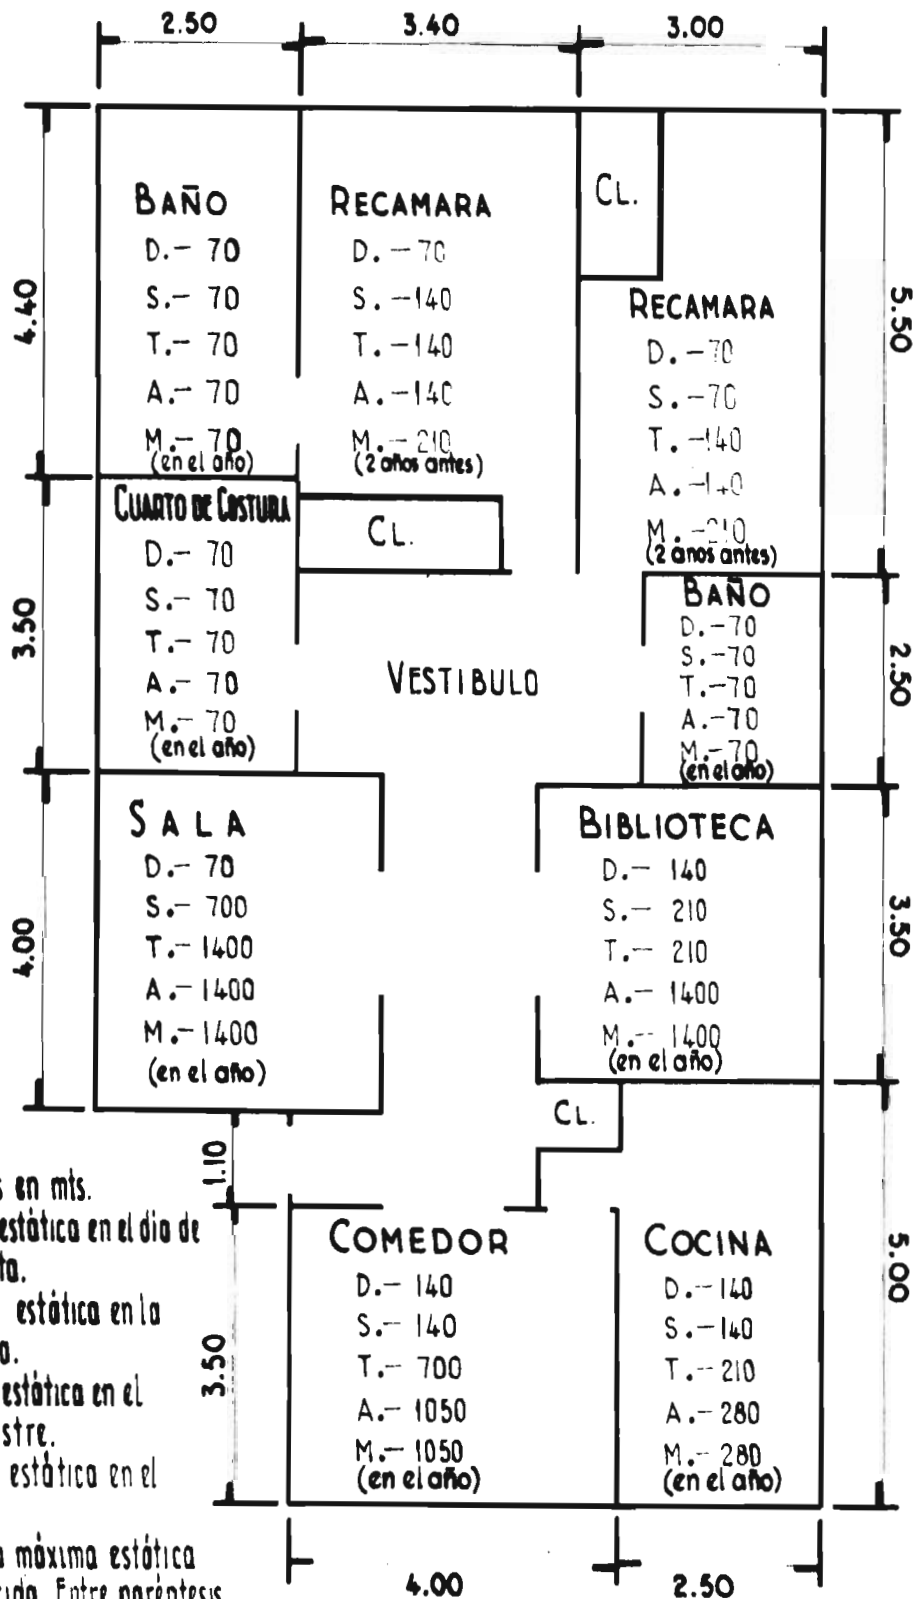 2.50
3.40
3.00
4.40
3.50
4.00
1.10
3.50
5.50
2.50
3.50
5.00
4.00
2.50
BAÑO
D.- 70
S.- 70
T.- 70
A.- 70
M.- 70
(en el año)
RECAMARA
D.-70
S.-140
T.-140
A.-140
M.-210
(2 años antes)
CL.
RECAMARA
D.-70
S.-70
T.-140
A.-140
M.-210
(2 anos antes)
CUARTO DE COSTURA
D.- 70
S.- 70
T.- 70
A.- 70
M.- 70
(en el año)
CL.
VESTIBULO
BAÑO
D.-70
S.-70
T.-70
A.-70
M.-70
(en el año)
SALA
D.- 70
S.- 700
T.- 1400
A.- 1400
M.- 1400
(en el año)
BIBLIOTECA
D.- 140
S.- 210
T.- 210
A.- 1400
M.- 1400
(en el año)
CL.
COMEDOR
D.- 140
S.- 140
T.- 700
A.- 1050
M.- 1050
(en el año)
COCINA
D.-140
S.-140
T.-210
A.-280
M.-280
(en el año)
en mts.
estática en el dia de
estática en la
estática en el
estática en el
máxima estática
Entre paréntesis